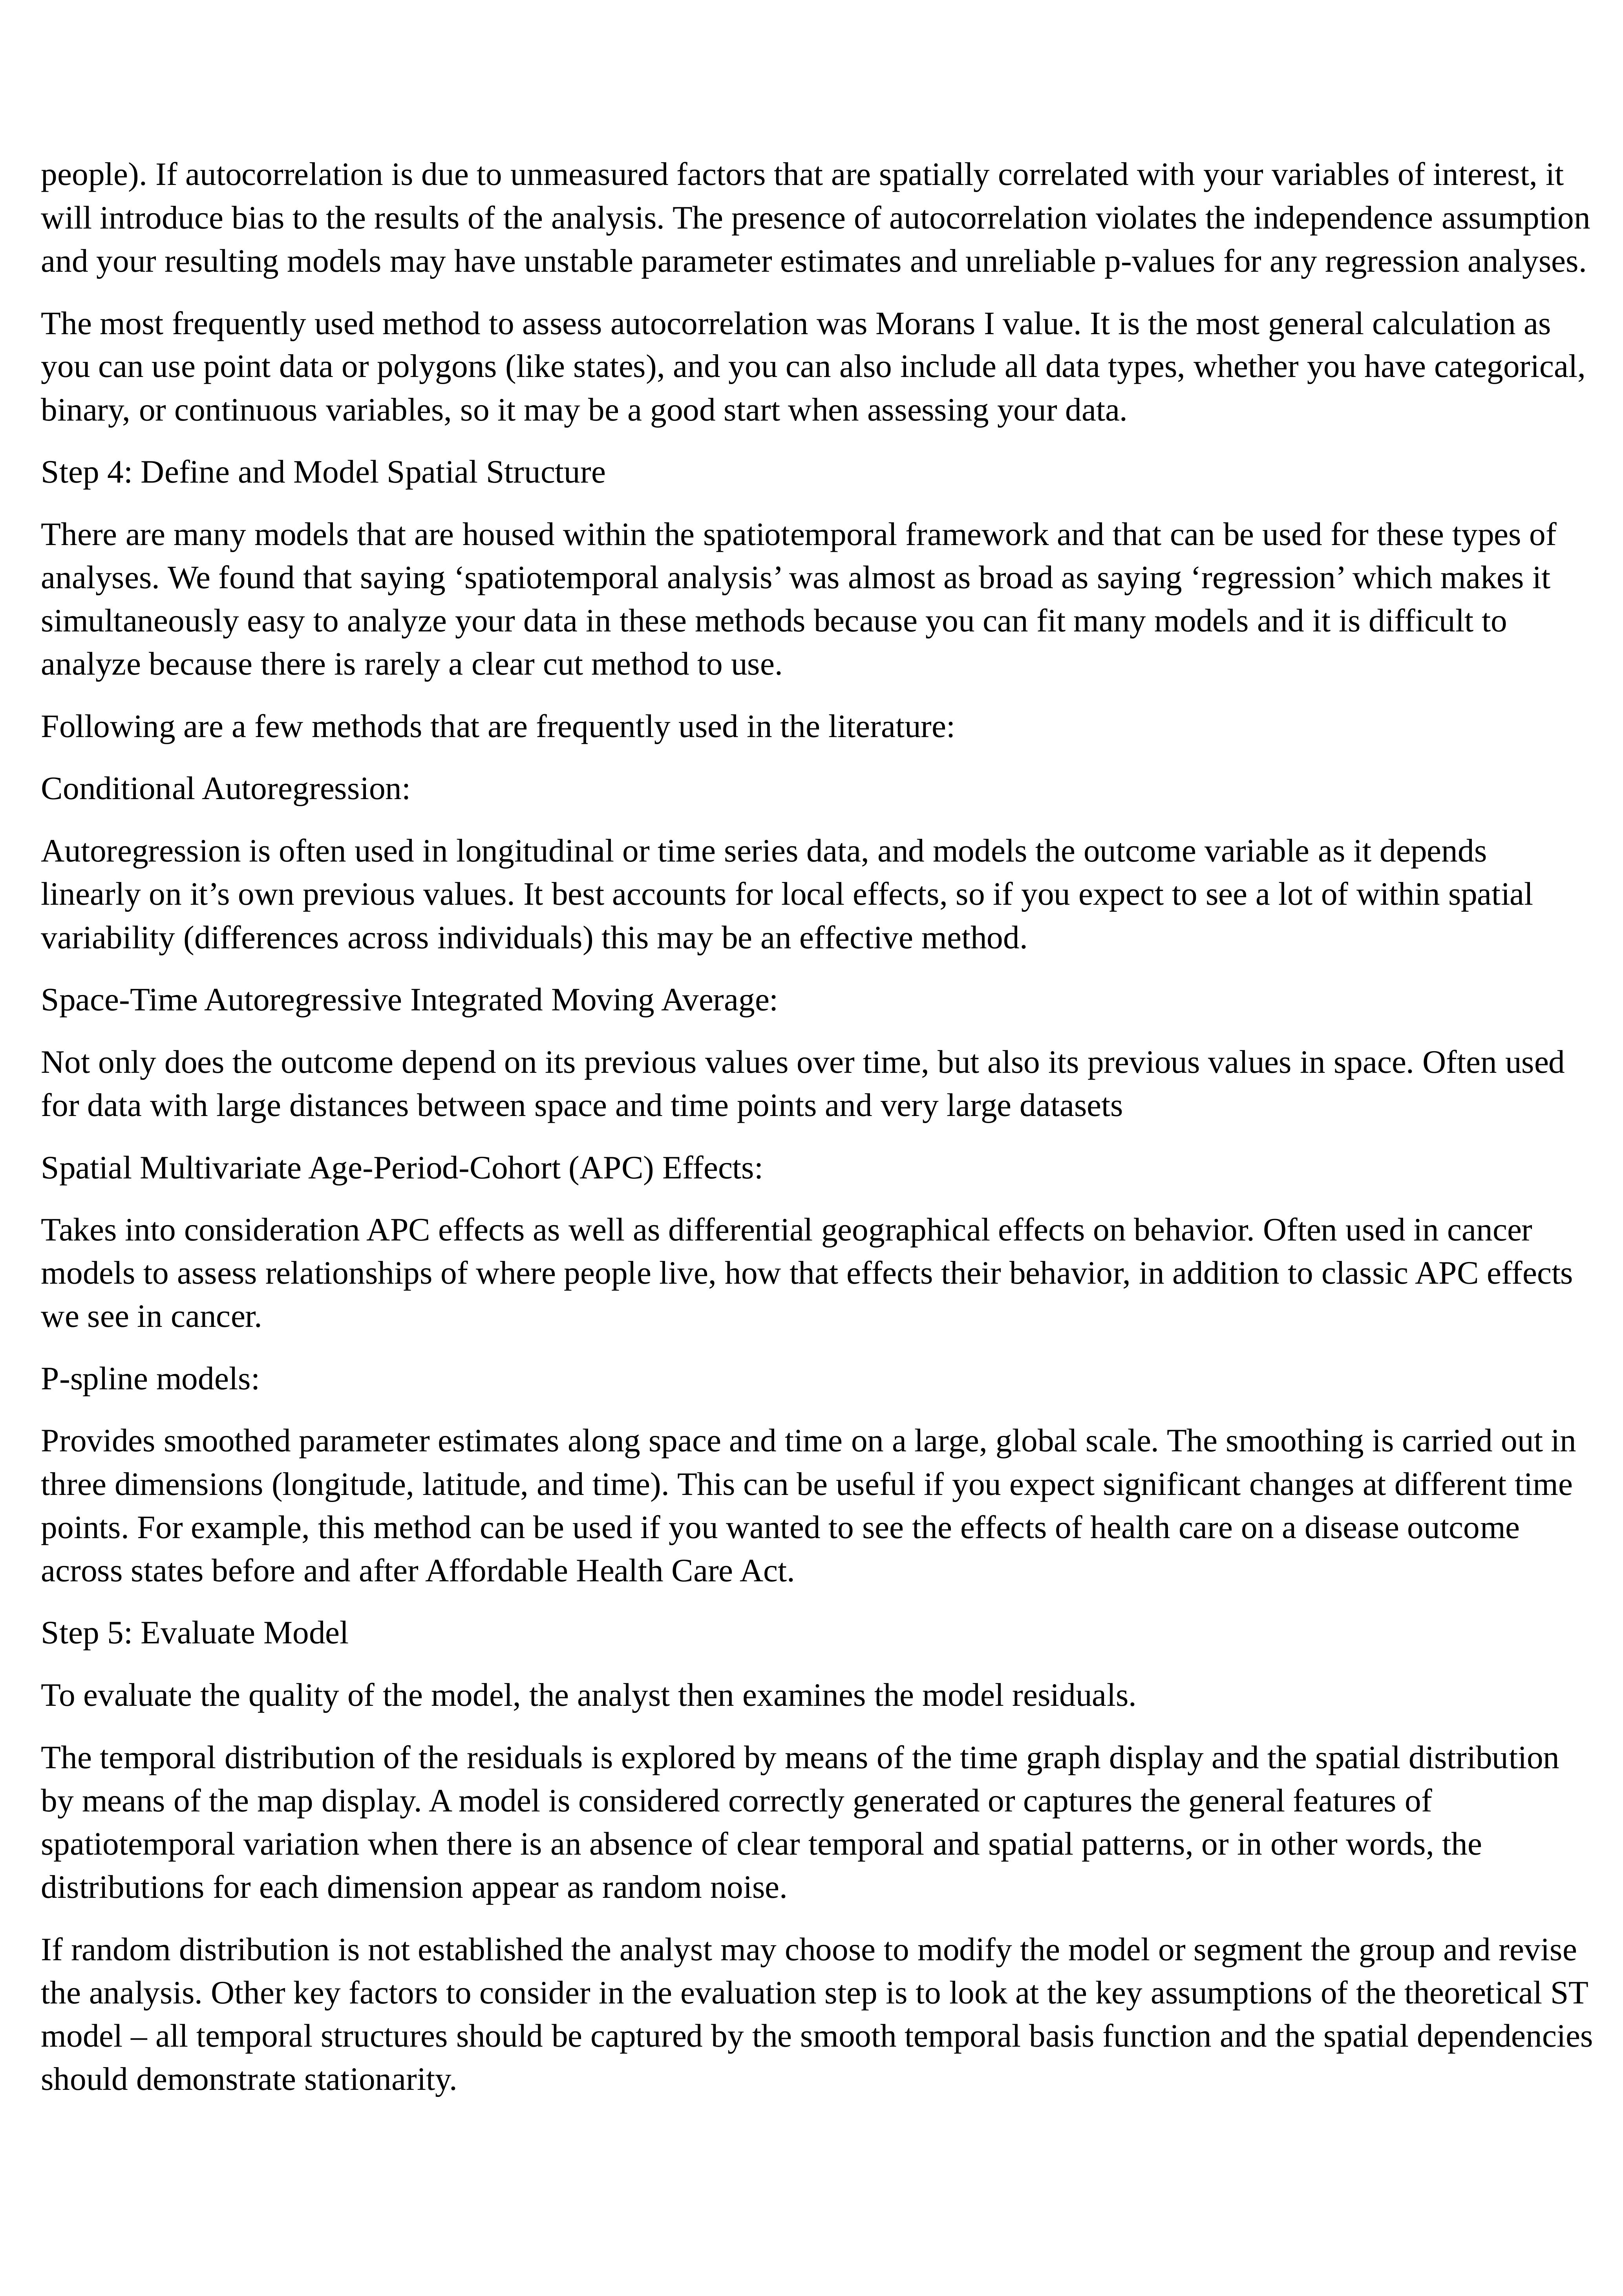 people). If autocorrelation is due to unmeasured factors that are spatially correlated with your variables of interest, it
will introduce bias to the results of the analysis. The presence of autocorrelation violates the independence assumption
and your resulting models may have unstable parameter estimates and unreliable p-values for any regression analyses.
The most frequently used method to assess autocorrelation was Morans I value. It is the most general calculation as
you can use point data or polygons (like states), and you can also include all data types, whether you have categorical,
binary, or continuous variables, so it may be a good start when assessing your data.
Step 4: Define and Model Spatial Structure
There are many models that are housed within the spatiotemporal framework and that can be used for these types of
analyses. We found that saying ‘spatiotemporal analysis’ was almost as broad as saying ‘regression’ which makes it
simultaneously easy to analyze your data in these methods because you can fit many models and it is difficult to
analyze because there is rarely a clear cut method to use.
Following are a few methods that are frequently used in the literature:
Conditional Autoregression:
Autoregression is often used in longitudinal or time series data, and models the outcome variable as it depends
linearly on it’s own previous values. It best accounts for local effects, so if you expect to see a lot of within spatial
variability (differences across individuals) this may be an effective method.
Space-Time Autoregressive Integrated Moving Average:
Not only does the outcome depend on its previous values over time, but also its previous values in space. Often used
for data with large distances between space and time points and very large datasets
Spatial Multivariate Age-Period-Cohort (APC) Effects:
Takes into consideration APC effects as well as differential geographical effects on behavior. Often used in cancer
models to assess relationships of where people live, how that effects their behavior, in addition to classic APC effects
we see in cancer.
P-spline models:
Provides smoothed parameter estimates along space and time on a large, global scale. The smoothing is carried out in
three dimensions (longitude, latitude, and time). This can be useful if you expect significant changes at different time
points. For example, this method can be used if you wanted to see the effects of health care on a disease outcome
across states before and after Affordable Health Care Act.
Step 5: Evaluate Model
To evaluate the quality of the model, the analyst then examines the model residuals.
The temporal distribution of the residuals is explored by means of the time graph display and the spatial distribution
by means of the map display. A model is considered correctly generated or captures the general features of
spatiotemporal variation when there is an absence of clear temporal and spatial patterns, or in other words, the
distributions for each dimension appear as random noise.
If random distribution is not established the analyst may choose to modify the model or segment the group and revise
the analysis. Other key factors to consider in the evaluation step is to look at the key assumptions of the theoretical ST
model – all temporal structures should be captured by the smooth temporal basis function and the spatial dependencies
should demonstrate stationarity.